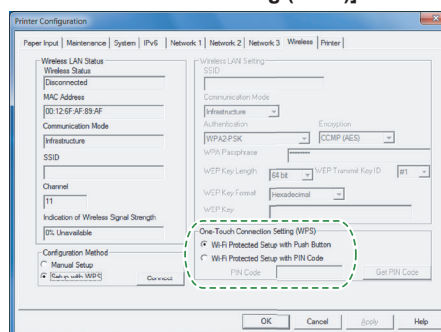 Printer Configuration
Paper Input Maintenance System IPv6 Network 1 Network 2 Network 3 Wireless Printer
Wireless LAN Status
Wireless Status
Disconnected
MAC Address
00:12:6F:AF:89:AF
Communication Mode
Infrastructure
SSID
Channel
11
Indication of Wireless Signal Strength
0% Unavailable
Configuration Method
Manual Setup
Setup with WPS
Connect
Wireless LAN Setting
SSID
Communication Mode
Infrastructure
Authentication Encryption
WPA2-PSK CCMP (AES)
WPA Passphrase
WEP Key Length 64 bit WEP Transmit Key ID #1
WEP Key Format Hexadecimal
WEP Key
One-Touch Connection Setting (WPS)
Wi-Fi Protected Setup with Push Button
Wi-Fi Protected Setup with PIN Code
PIN Code Get PIN Code
OK Cancel Apply Help